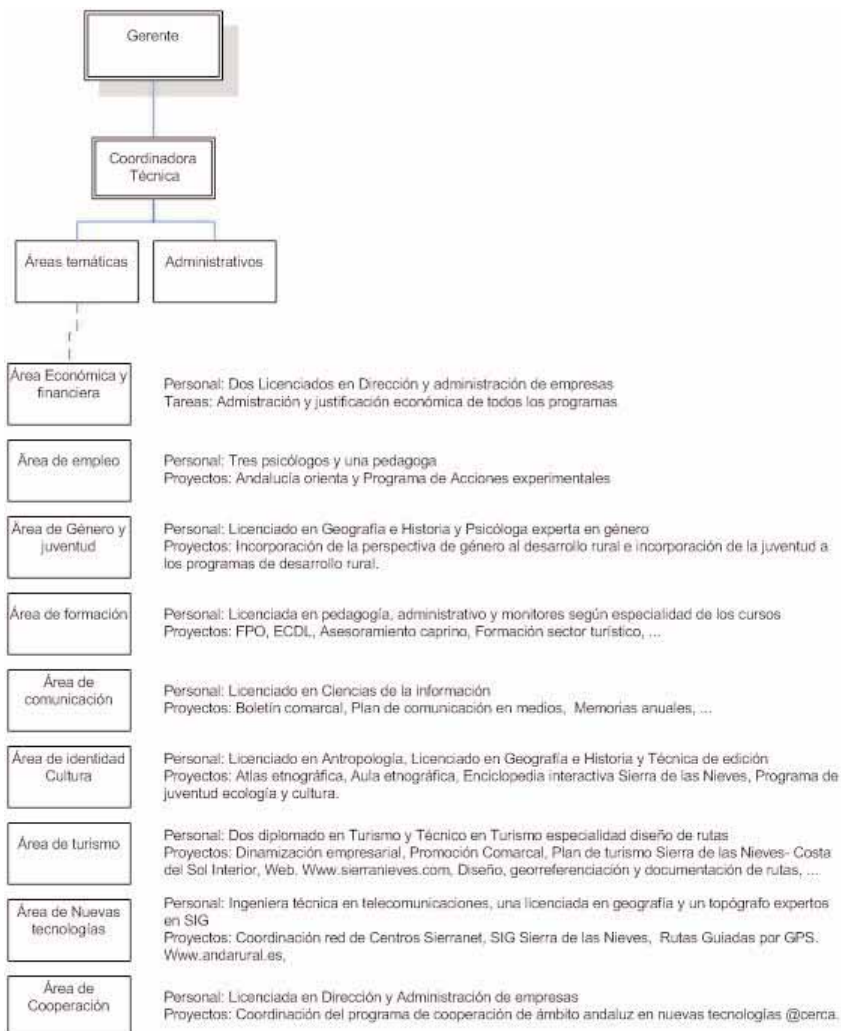 Gerente
Coordinadora
Técnica
Áreas temáticas
Administrativos
Área Económica y
financiera
Personal: Dos Licenciados en Dirección y administración de empresas
Tareas: Admistración y justificación económica de todos los programas
Área de empleo
Personal: Tres psicólogos y una pedagoga
Proyectos: Andalucía orienta y Programa de Acciones experimentales
Área de Género y
juventud
Personal: Licenciado en Geografía e Historia y Psicóloga experta en género
Proyectos: Incorporación de la perspectiva de género al desarrollo rural e incorporación de la juventud a
los programas de desarrollo rural.
Área de formación
Personal: Licenciada en pedagogía, administrativo y monitores según especialidad de los cursos
Proyectos: FPO, ECDL, Asesoramiento caprino, Formación sector turístico, ...
Área de
comunicación
Personal: Licenciado en Ciencias de la información
Proyectos: Boletín comarcal, Plan de comunicación en medios, Memorias anuales, ...
Área de identidad
Cultura
Personal: Licenciado en Antropología, Licenciado en Geografía e Historia y Técnica de edición
Proyectos: Atlas etnográfica, Aula etnográfica, Enciclopedia interactiva Sierra de las Nieves, Programa de
juventud ecología y cultura.
Área de turismo
Personal: Dos diplomado en Turismo y Técnico en Turismo especialidad diseño de rutas
Proyectos: Dinamización empresarial, Promoción Comarcal, Plan de turismo Sierra de las Nieves- Costa
del Sol Interior, Web. Www.sierranieves.com, Diseño, georreferenciación y documentación de rutas, ...
Área de Nuevas
tecnologías
Personal: Ingeniera técnica en telecomunicaciones, una licenciada en geografía y un topógrafo expertos
en SIG
Proyectos: Coordinación red de Centros Sierranet, SIG Sierra de las Nieves, Rutas Guiadas por GPS.
Www.andarural.es,
Área de
Cooperación
Personal: Licenciada en Dirección y Administración de empresas
Proyectos: Coordinación del programa de cooperación de ámbito andaluz en nuevas tecnologías @cerca.